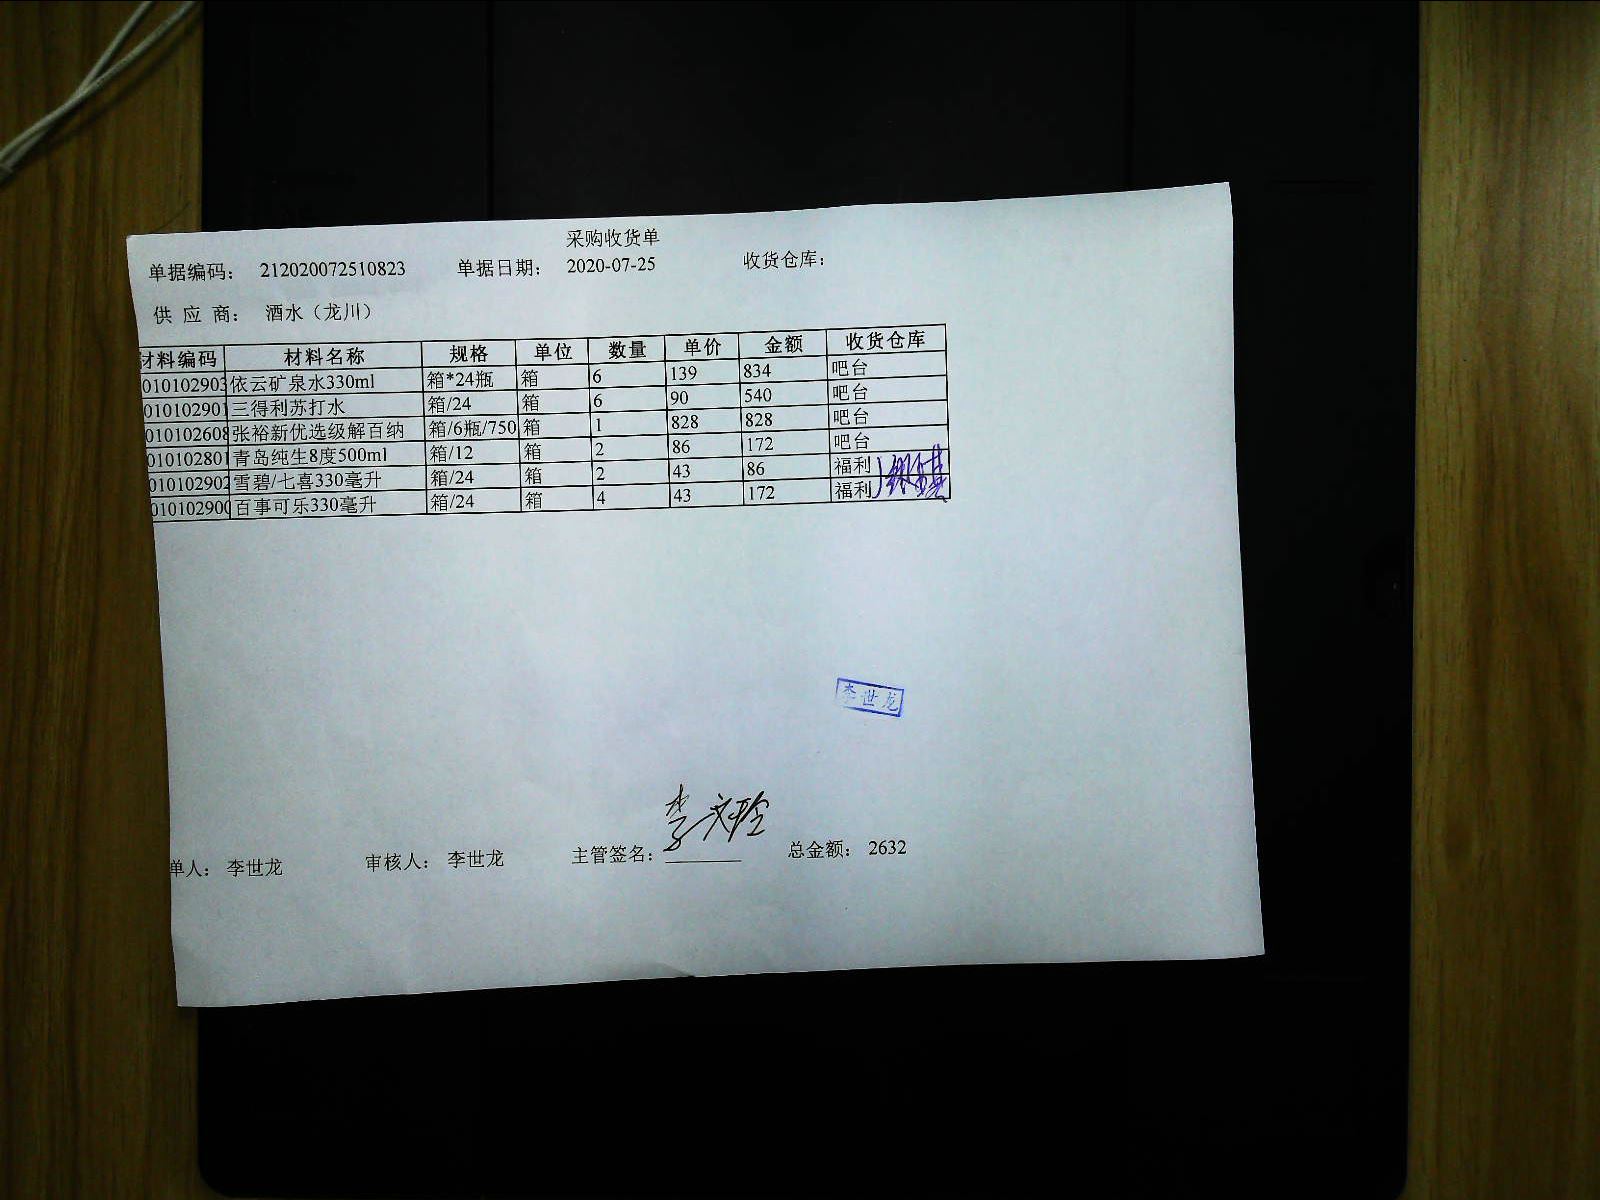 采购收货单
单据编码： 212020072510823 单据日期： 2020-07-25 收货仓库：
供 应 商： 酒水（龙川）
材料编码 材料名称 规格 单位 数量 单价 金额 收货仓库
010102903 依云矿泉水330ml 箱*24瓶 箱 6 139 834 吧台
010102901 三得利苏打水 箱/24 箱 6 90 540 吧台
010102608 张裕新优选级解百纳 箱/6瓶/750 箱 1 828 828 吧台
010102801 青岛纯生8度500ml 箱/12 箱 2 86 172 吧台
010102902 雪碧/七喜330毫升 箱/24 箱 2 43 86 福利
010102900 百事可乐330毫升 箱/24 箱 4 43 172 福利
李世龙
单人： 李世龙 审核人： 李世龙 主管签名： 总金额： 2632